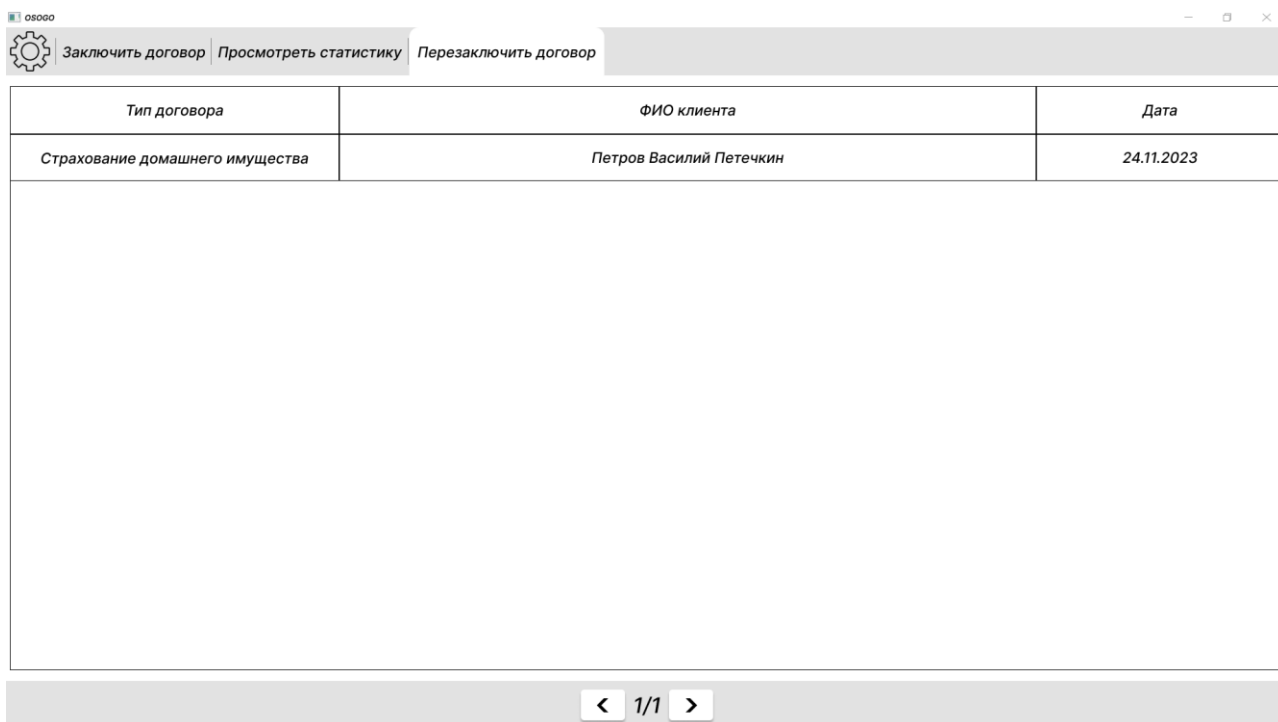 OSOGO
Заключить договор Просмотреть статистику Перезаключить договор
Тип договора ФИО клиента Дата
Страхование домашнего имущества Петров Василий Петечкин 24.11.2023
< 1/1 >